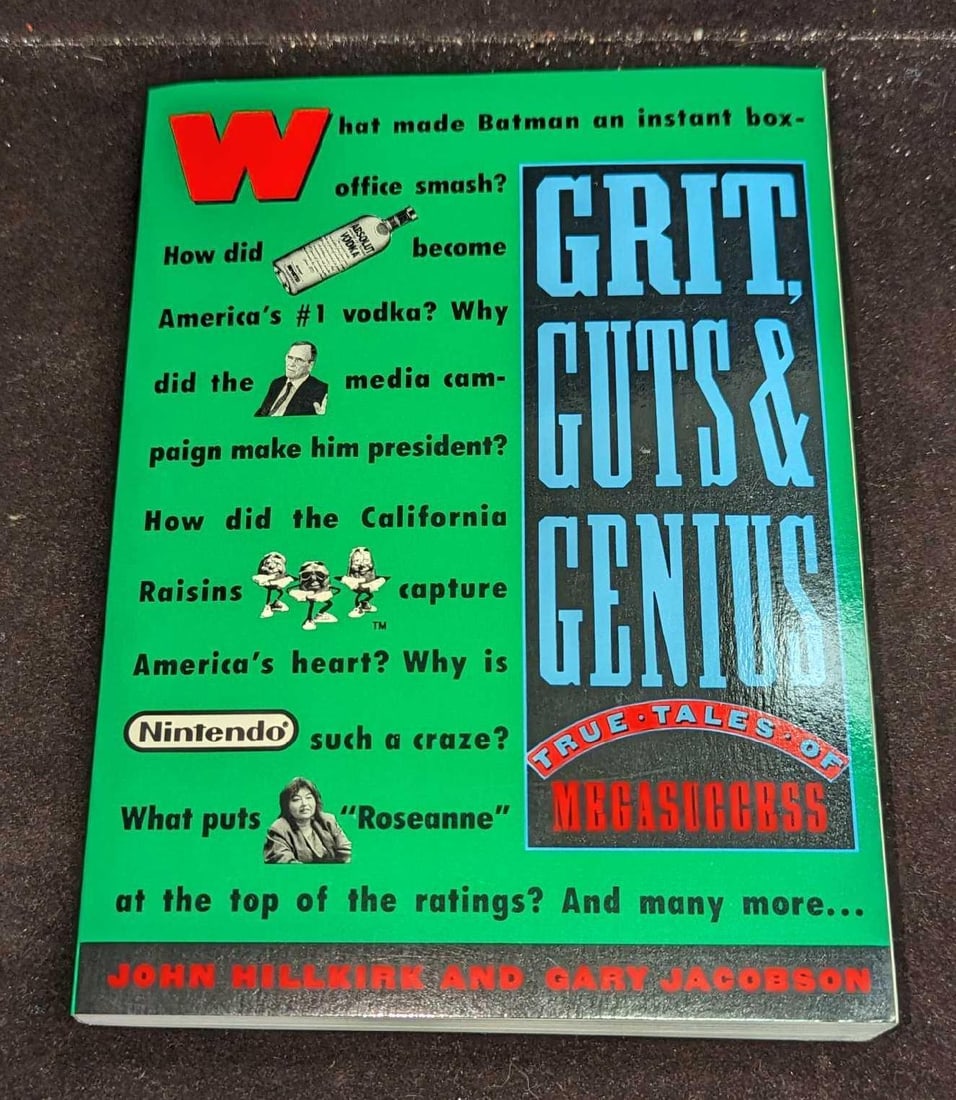 What made Batman an instant box-
office smash?
How did ABSOLUT VODKA become
America's #1 vodka? Why
did the media cam-
paign make him president?
How did the California
Raisins TM capture
America's heart? Why is
Nintendo® such a craze?
What puts "Roseanne"
at the top of the ratings? And many more...
GRIT,
GUTS &
GENIUS
TRUE·TALES·OF
MEGASUCCESS
JOHN HILLKIRK AND GARY JACOBSON